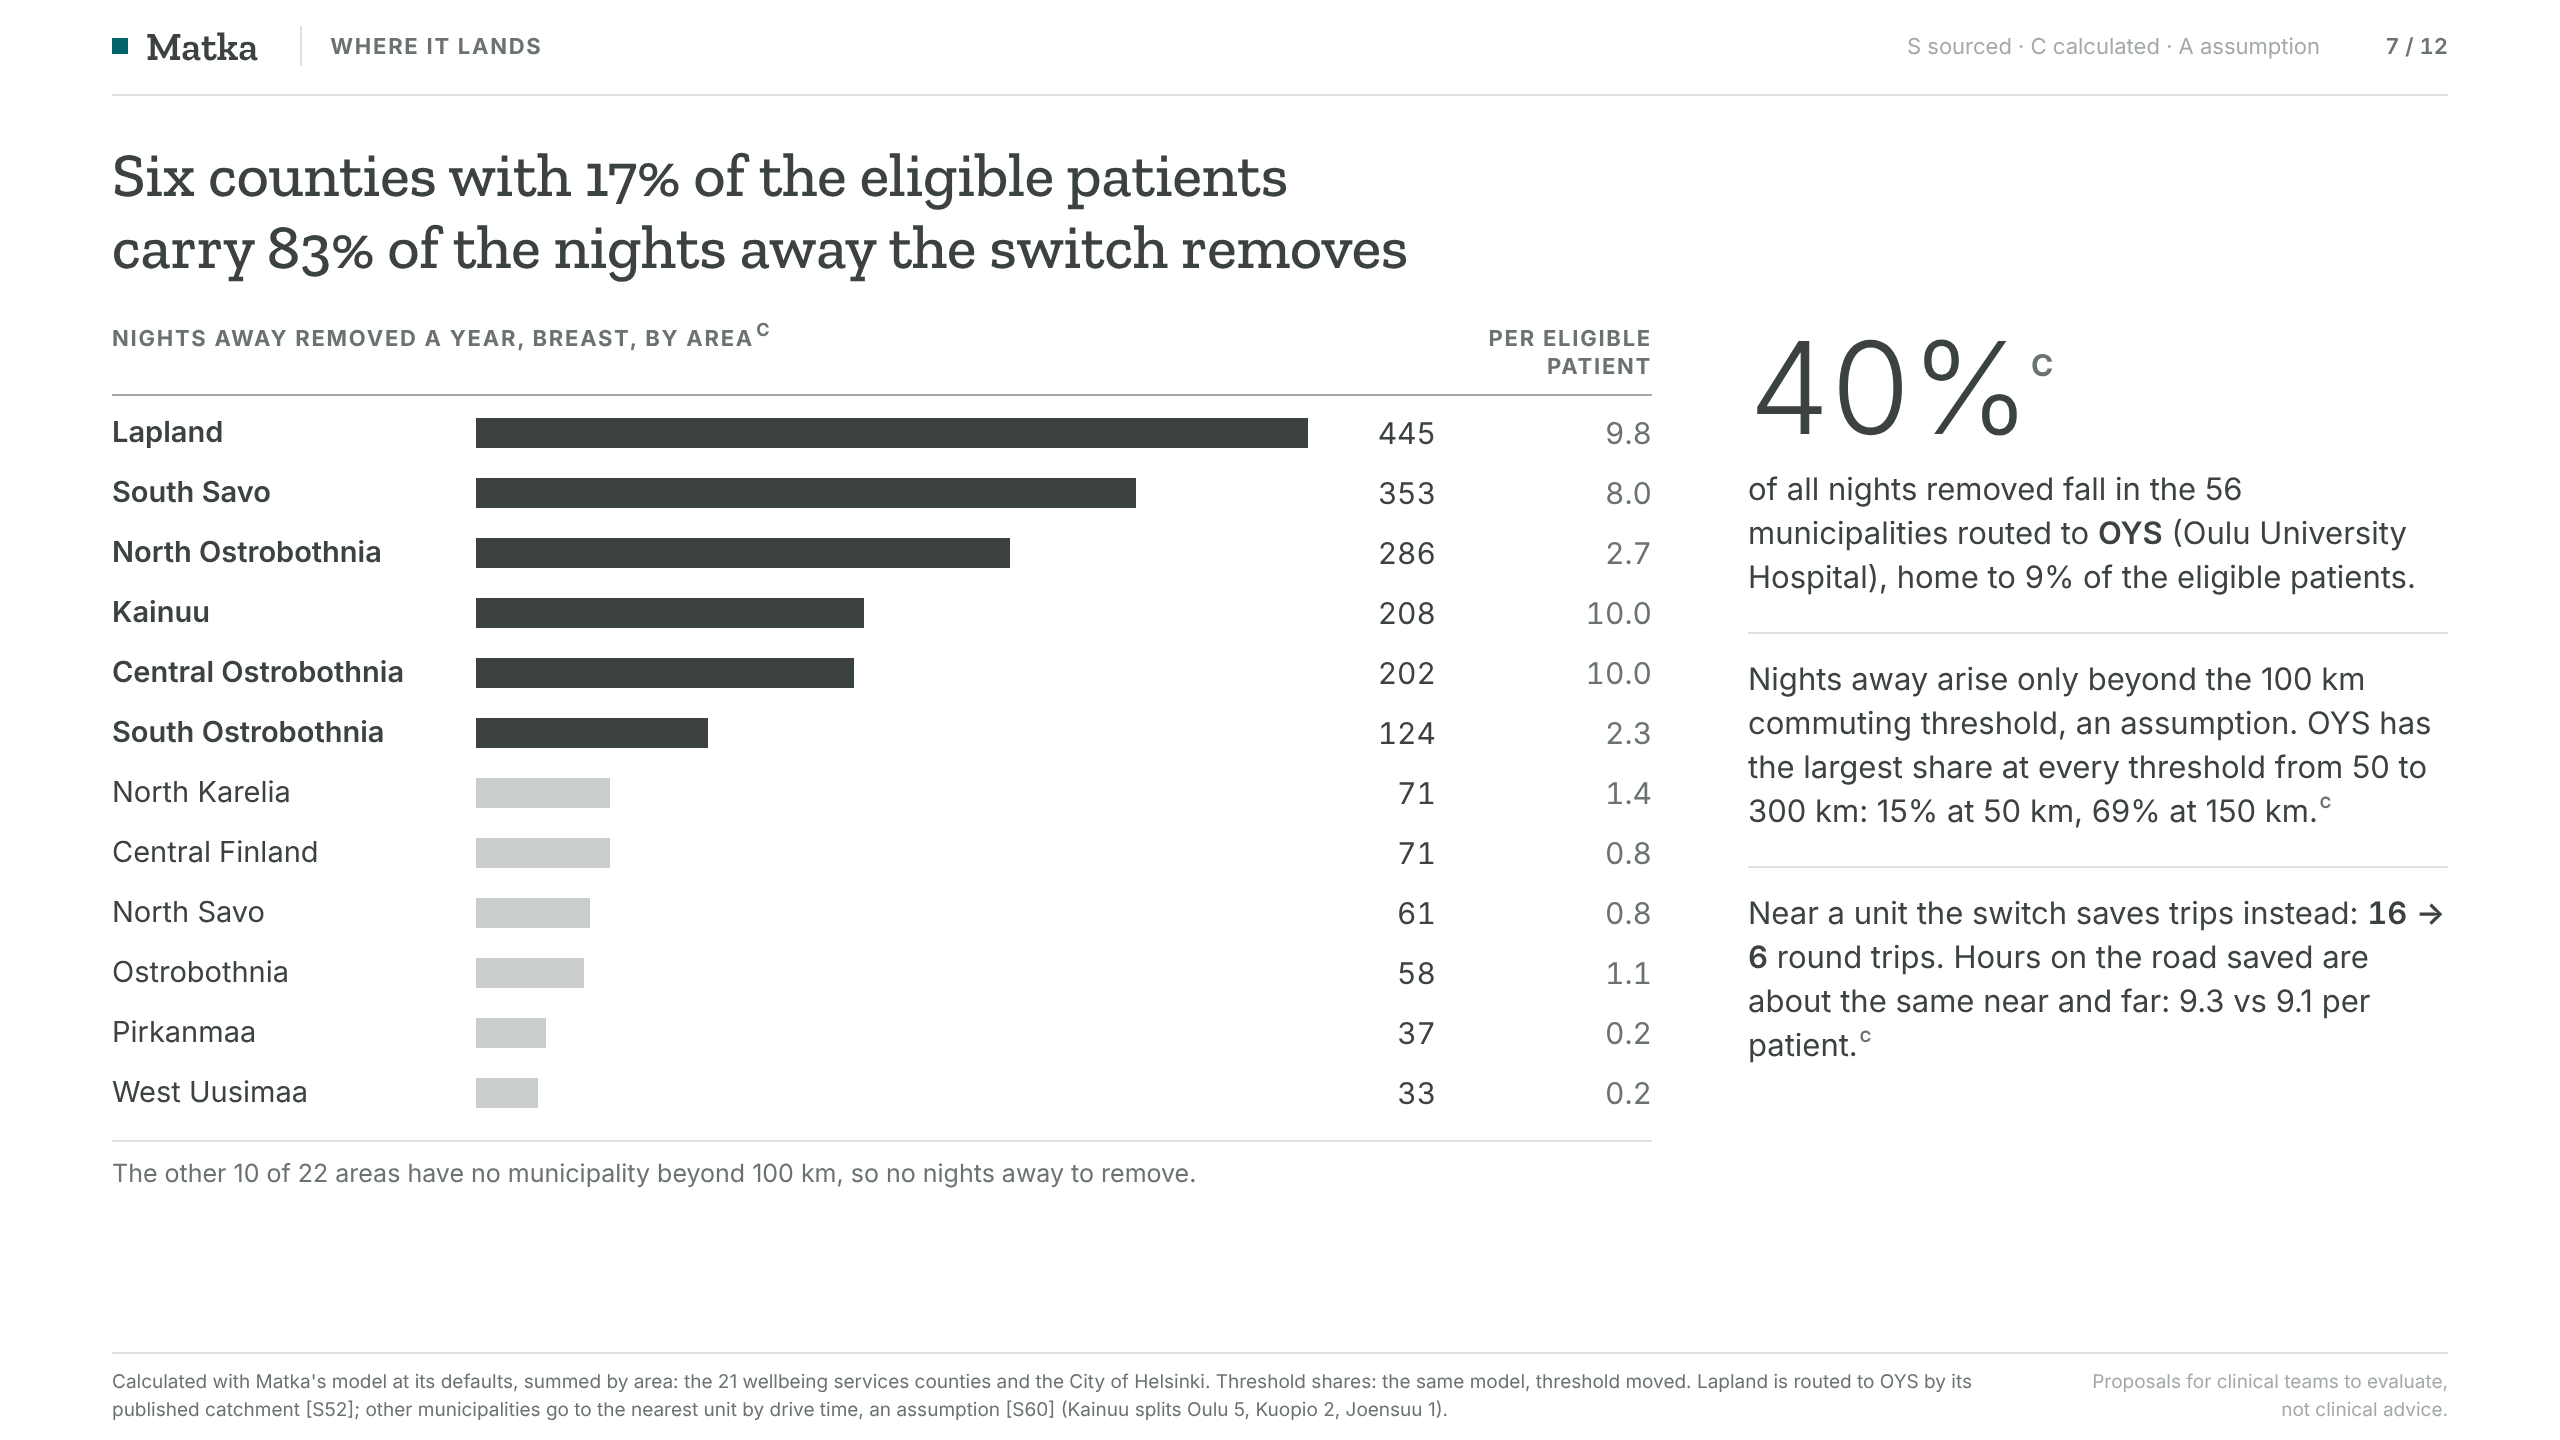 Matka
WHERE IT LANDS
S sourced · C calculated · A assumption
7 / 12
Six counties with 17% of the eligible patients
carry 83% of the nights away the switch removes
NIGHTS AWAY REMOVED A YEAR, BREAST, BY AREA C
PER ELIGIBLE
PATIENT
Lapland 445 9.8
South Savo 353 8.0
North Ostrobothnia 286 2.7
Kainuu 208 10.0
Central Ostrobothnia 202 10.0
South Ostrobothnia 124 2.3
North Karelia 71 1.4
Central Finland 71 0.8
North Savo 61 0.8
Ostrobothnia 58 1.1
Pirkanmaa 37 0.2
West Uusimaa 33 0.2
The other 10 of 22 areas have no municipality beyond 100 km, so no nights away to remove.
40% C
of all nights removed fall in the 56
municipalities routed to OYS (Oulu University
Hospital), home to 9% of the eligible patients.
Nights away arise only beyond the 100 km
commuting threshold, an assumption. OYS has
the largest share at every threshold from 50 to
300 km: 15% at 50 km, 69% at 150 km. C
Near a unit the switch saves trips instead: 16 →
6 round trips. Hours on the road saved are
about the same near and far: 9.3 vs 9.1 per
patient. C
Calculated with Matka's model at its defaults, summed by area: the 21 wellbeing services counties and the City of Helsinki. Threshold shares: the same model, threshold moved. Lapland is routed to OYS by its
published catchment [S52]; other municipalities go to the nearest unit by drive time, an assumption [S60] (Kainuu splits Oulu 5, Kuopio 2, Joensuu 1).
Proposals for clinical teams to evaluate,
not clinical advice.